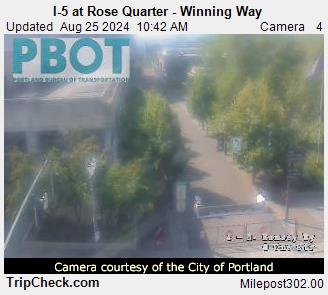 I-5 at Rose Quarter - Winning Way
Updated Aug 25 2024 10:42 AM Camera 4
PBOT
PORTLAND BUREAU OF TRANSPORTATION
Camera courtesy of the City of Portland
TripCheck.com Milepost302.00